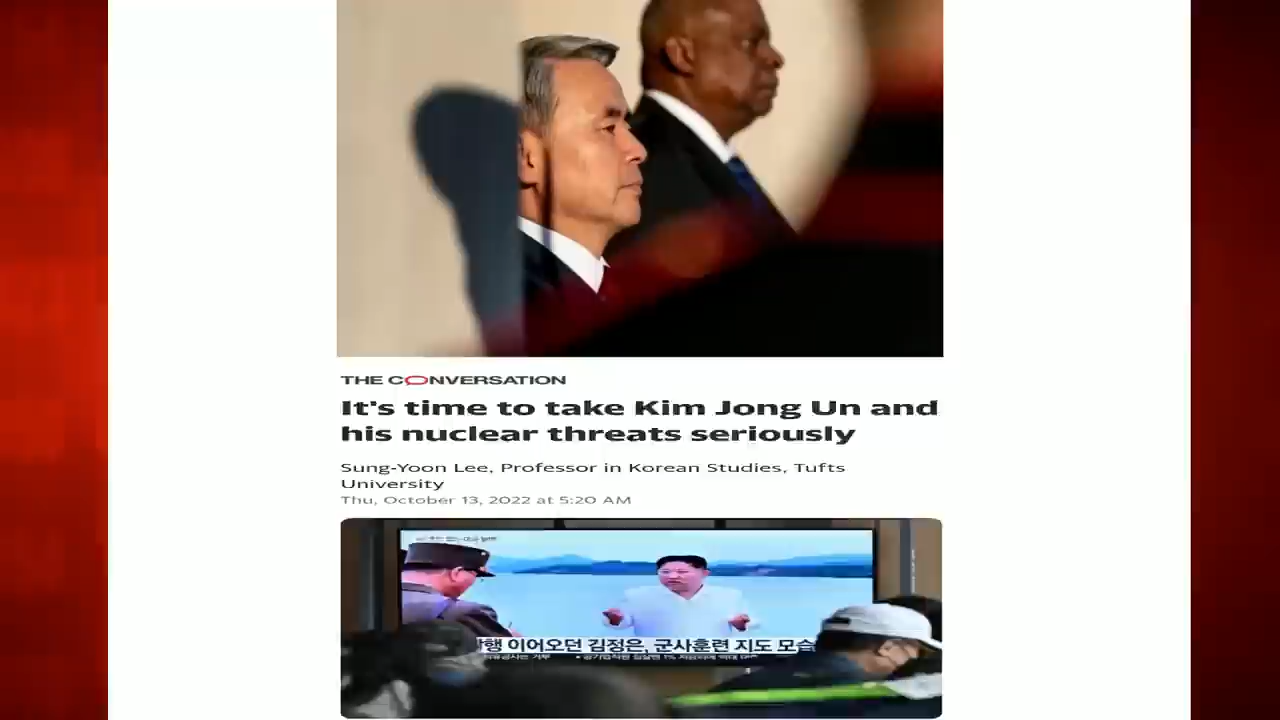 THE CONVERSATION
It's time to take Kim Jong Un and
his nuclear threats seriously
Sung-Yoon Lee, Professor in Korean Studies, Tufts
University
Thu, October 13, 2022 at 5:20 AM
이어오던 김정은, 군사훈련 지도 모습